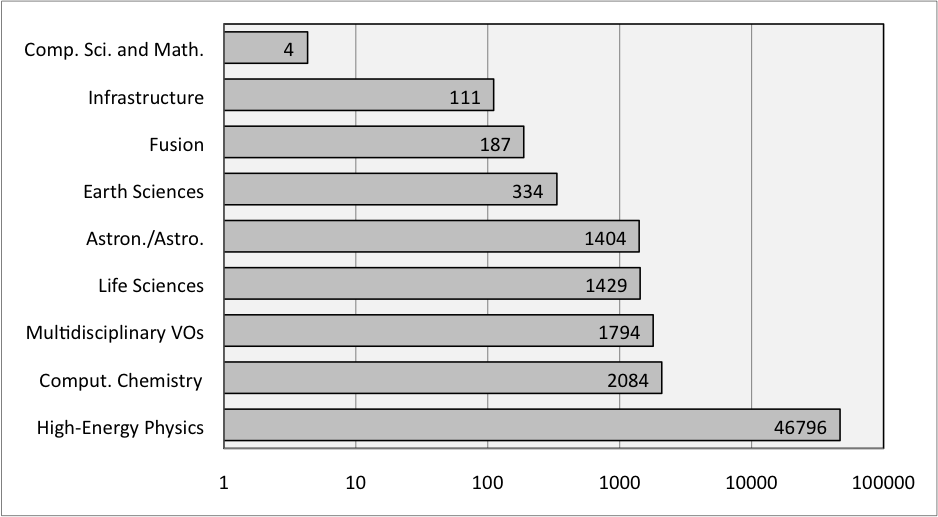 Comp. Sci. and Math. 4
Infrastructure 111
Fusion 187
Earth Sciences 334
Astron./Astro. 1404
Life Sciences 1429
Multidisciplinary VOs 1794
Comput. Chemistry 2084
High-Energy Physics 46796
1 10 100 1000 10000 100000